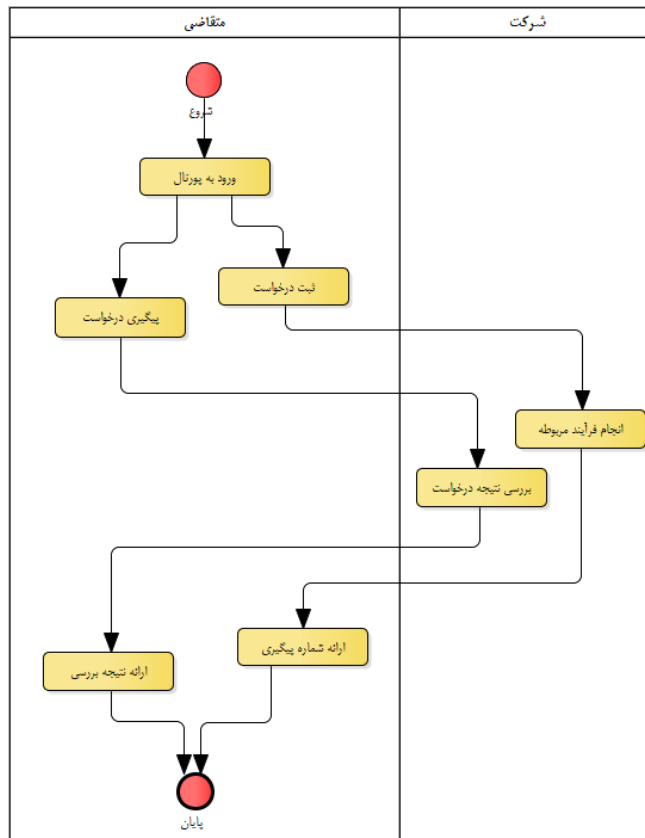 شرکت
متقاضی
شروع
ورود به پورتال
ثبت درخواست
پیگیری درخواست
انجام فرآیند مربوطه
بررسی نتیجه درخواست
ارائه شماره پیگیری
ارائه نتیجه بررسی
پایان